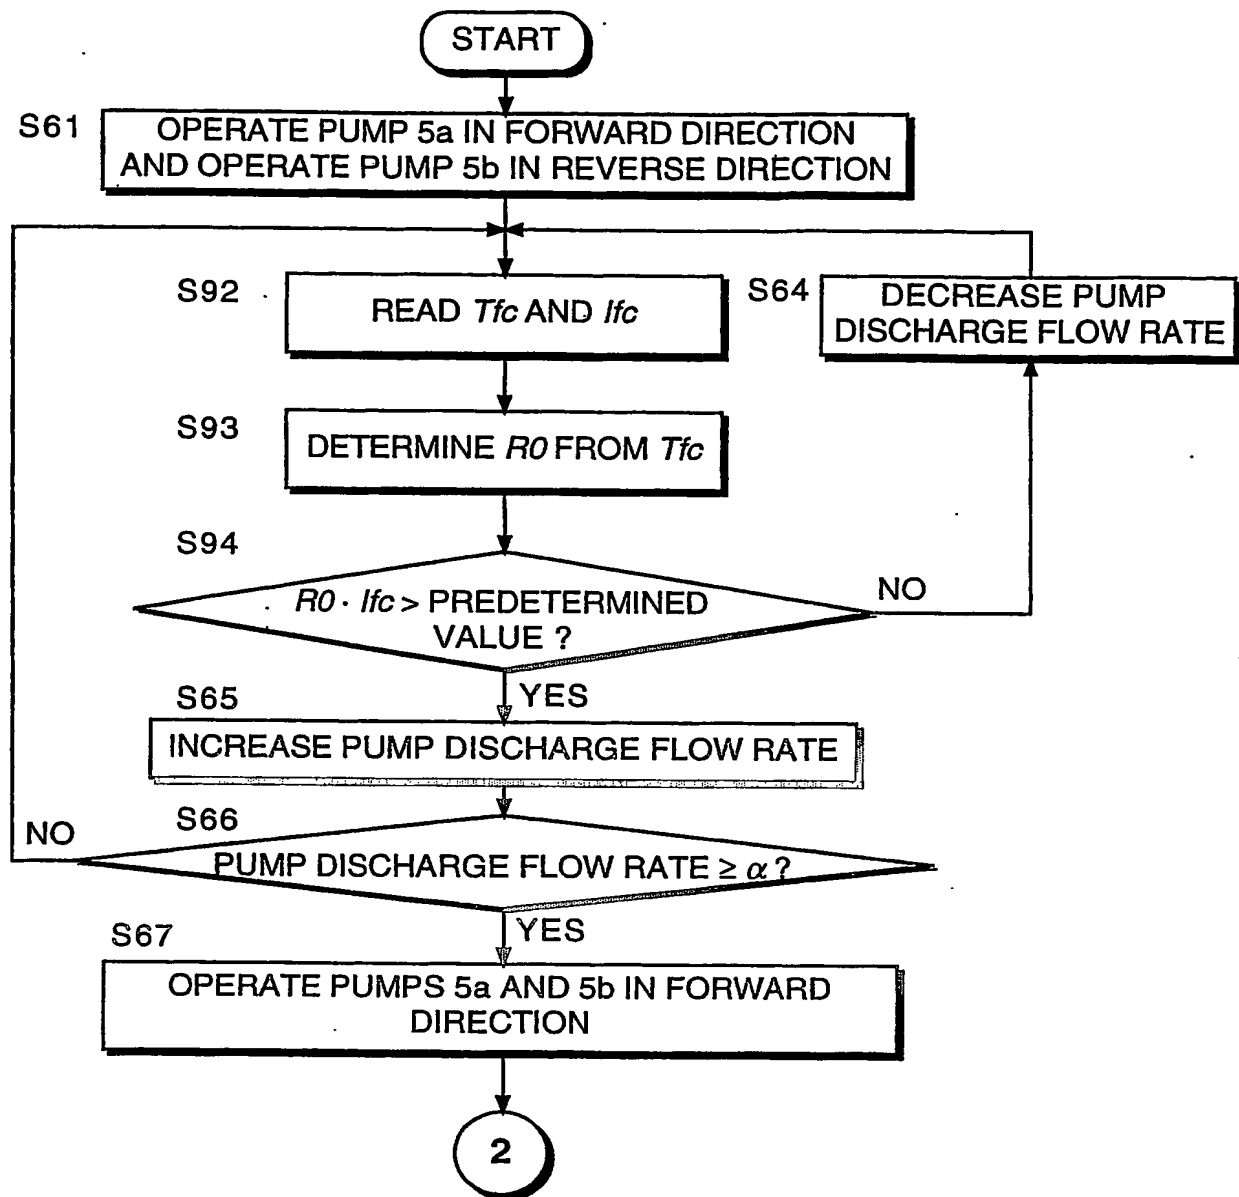 START
S61
OPERATE PUMP 5a IN FORWARD DIRECTION
AND OPERATE PUMP 5b IN REVERSE DIRECTION
S92
READ Tfc AND Ifc
S64
DECREASE PUMP
DISCHARGE FLOW RATE
S93
DETERMINE R0 FROM Tfc
S94
R0 · Ifc > PREDETERMINED
VALUE ?
NO
YES
S65
INCREASE PUMP DISCHARGE FLOW RATE
S66
NO
PUMP DISCHARGE FLOW RATE ≥ α ?
YES
S67
OPERATE PUMPS 5a AND 5b IN FORWARD
DIRECTION
2